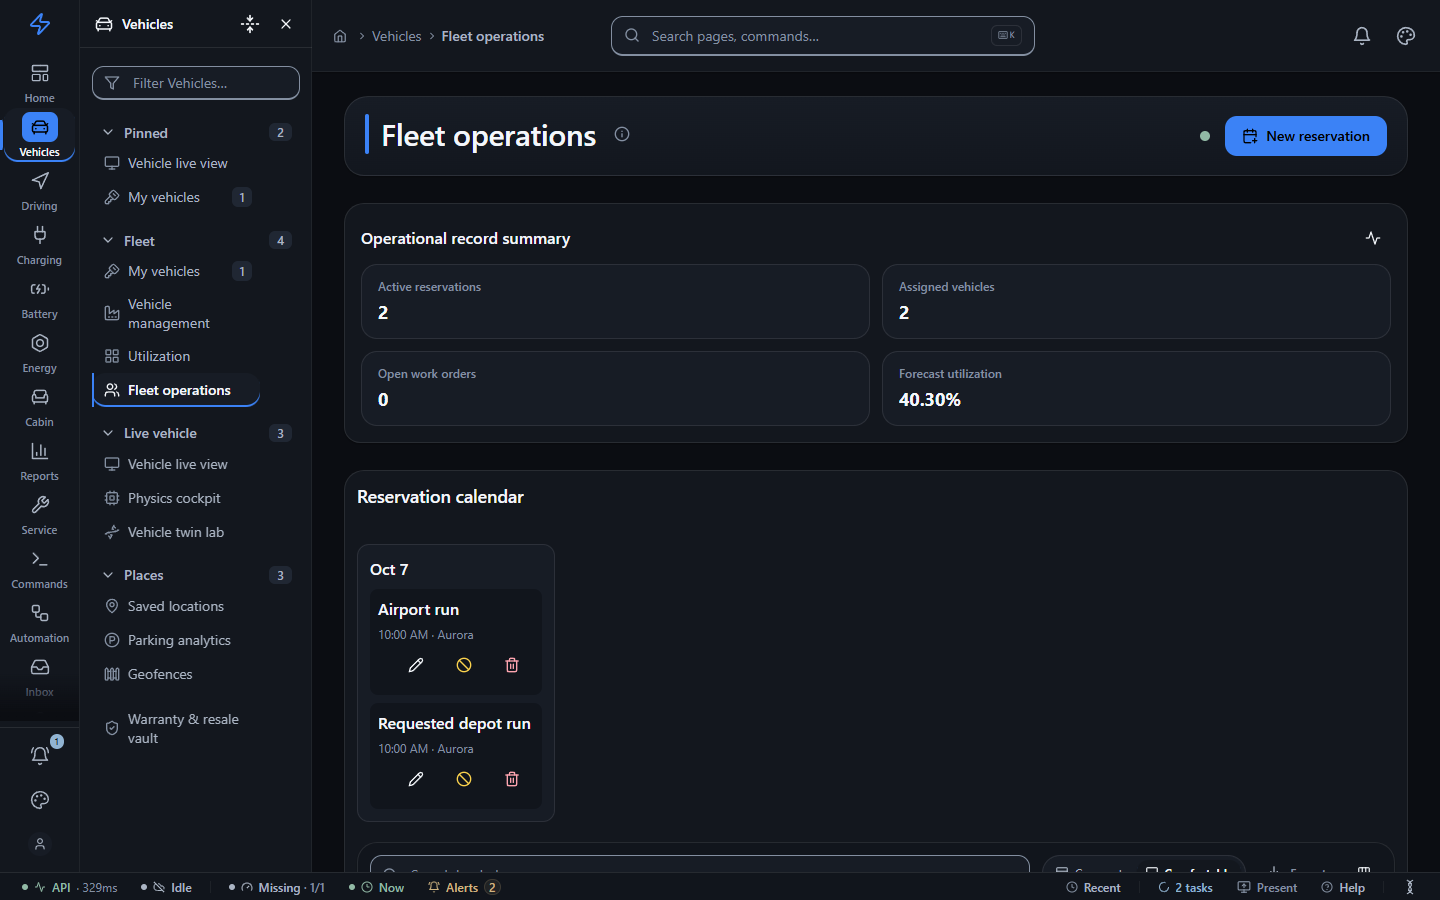 Home
Vehicles
Driving
Charging
Battery
Energy
Cabin
Reports
Service
Commands
Automation
Inbox
1
Vehicles
Filter Vehicles...
Pinned 2
Vehicle live view
My vehicles 1
Fleet 4
My vehicles 1
Vehicle
management
Utilization
Fleet operations
Live vehicle 3
Vehicle live view
Physics cockpit
Vehicle twin lab
Places 3
Saved locations
Parking analytics
Geofences
Warranty & resale
vault
Vehicles Fleet operations
Search pages, commands... K
Fleet operations
New reservation
Operational record summary
Active reservations
2
Assigned vehicles
2
Open work orders
0
Forecast utilization
40.30%
Reservation calendar
Oct 7
Airport run
10:00 AM · Aurora
Requested depot run
10:00 AM · Aurora
API · 329ms Idle Missing · 1/1 Now Alerts 2 Recent 2 tasks Present Help